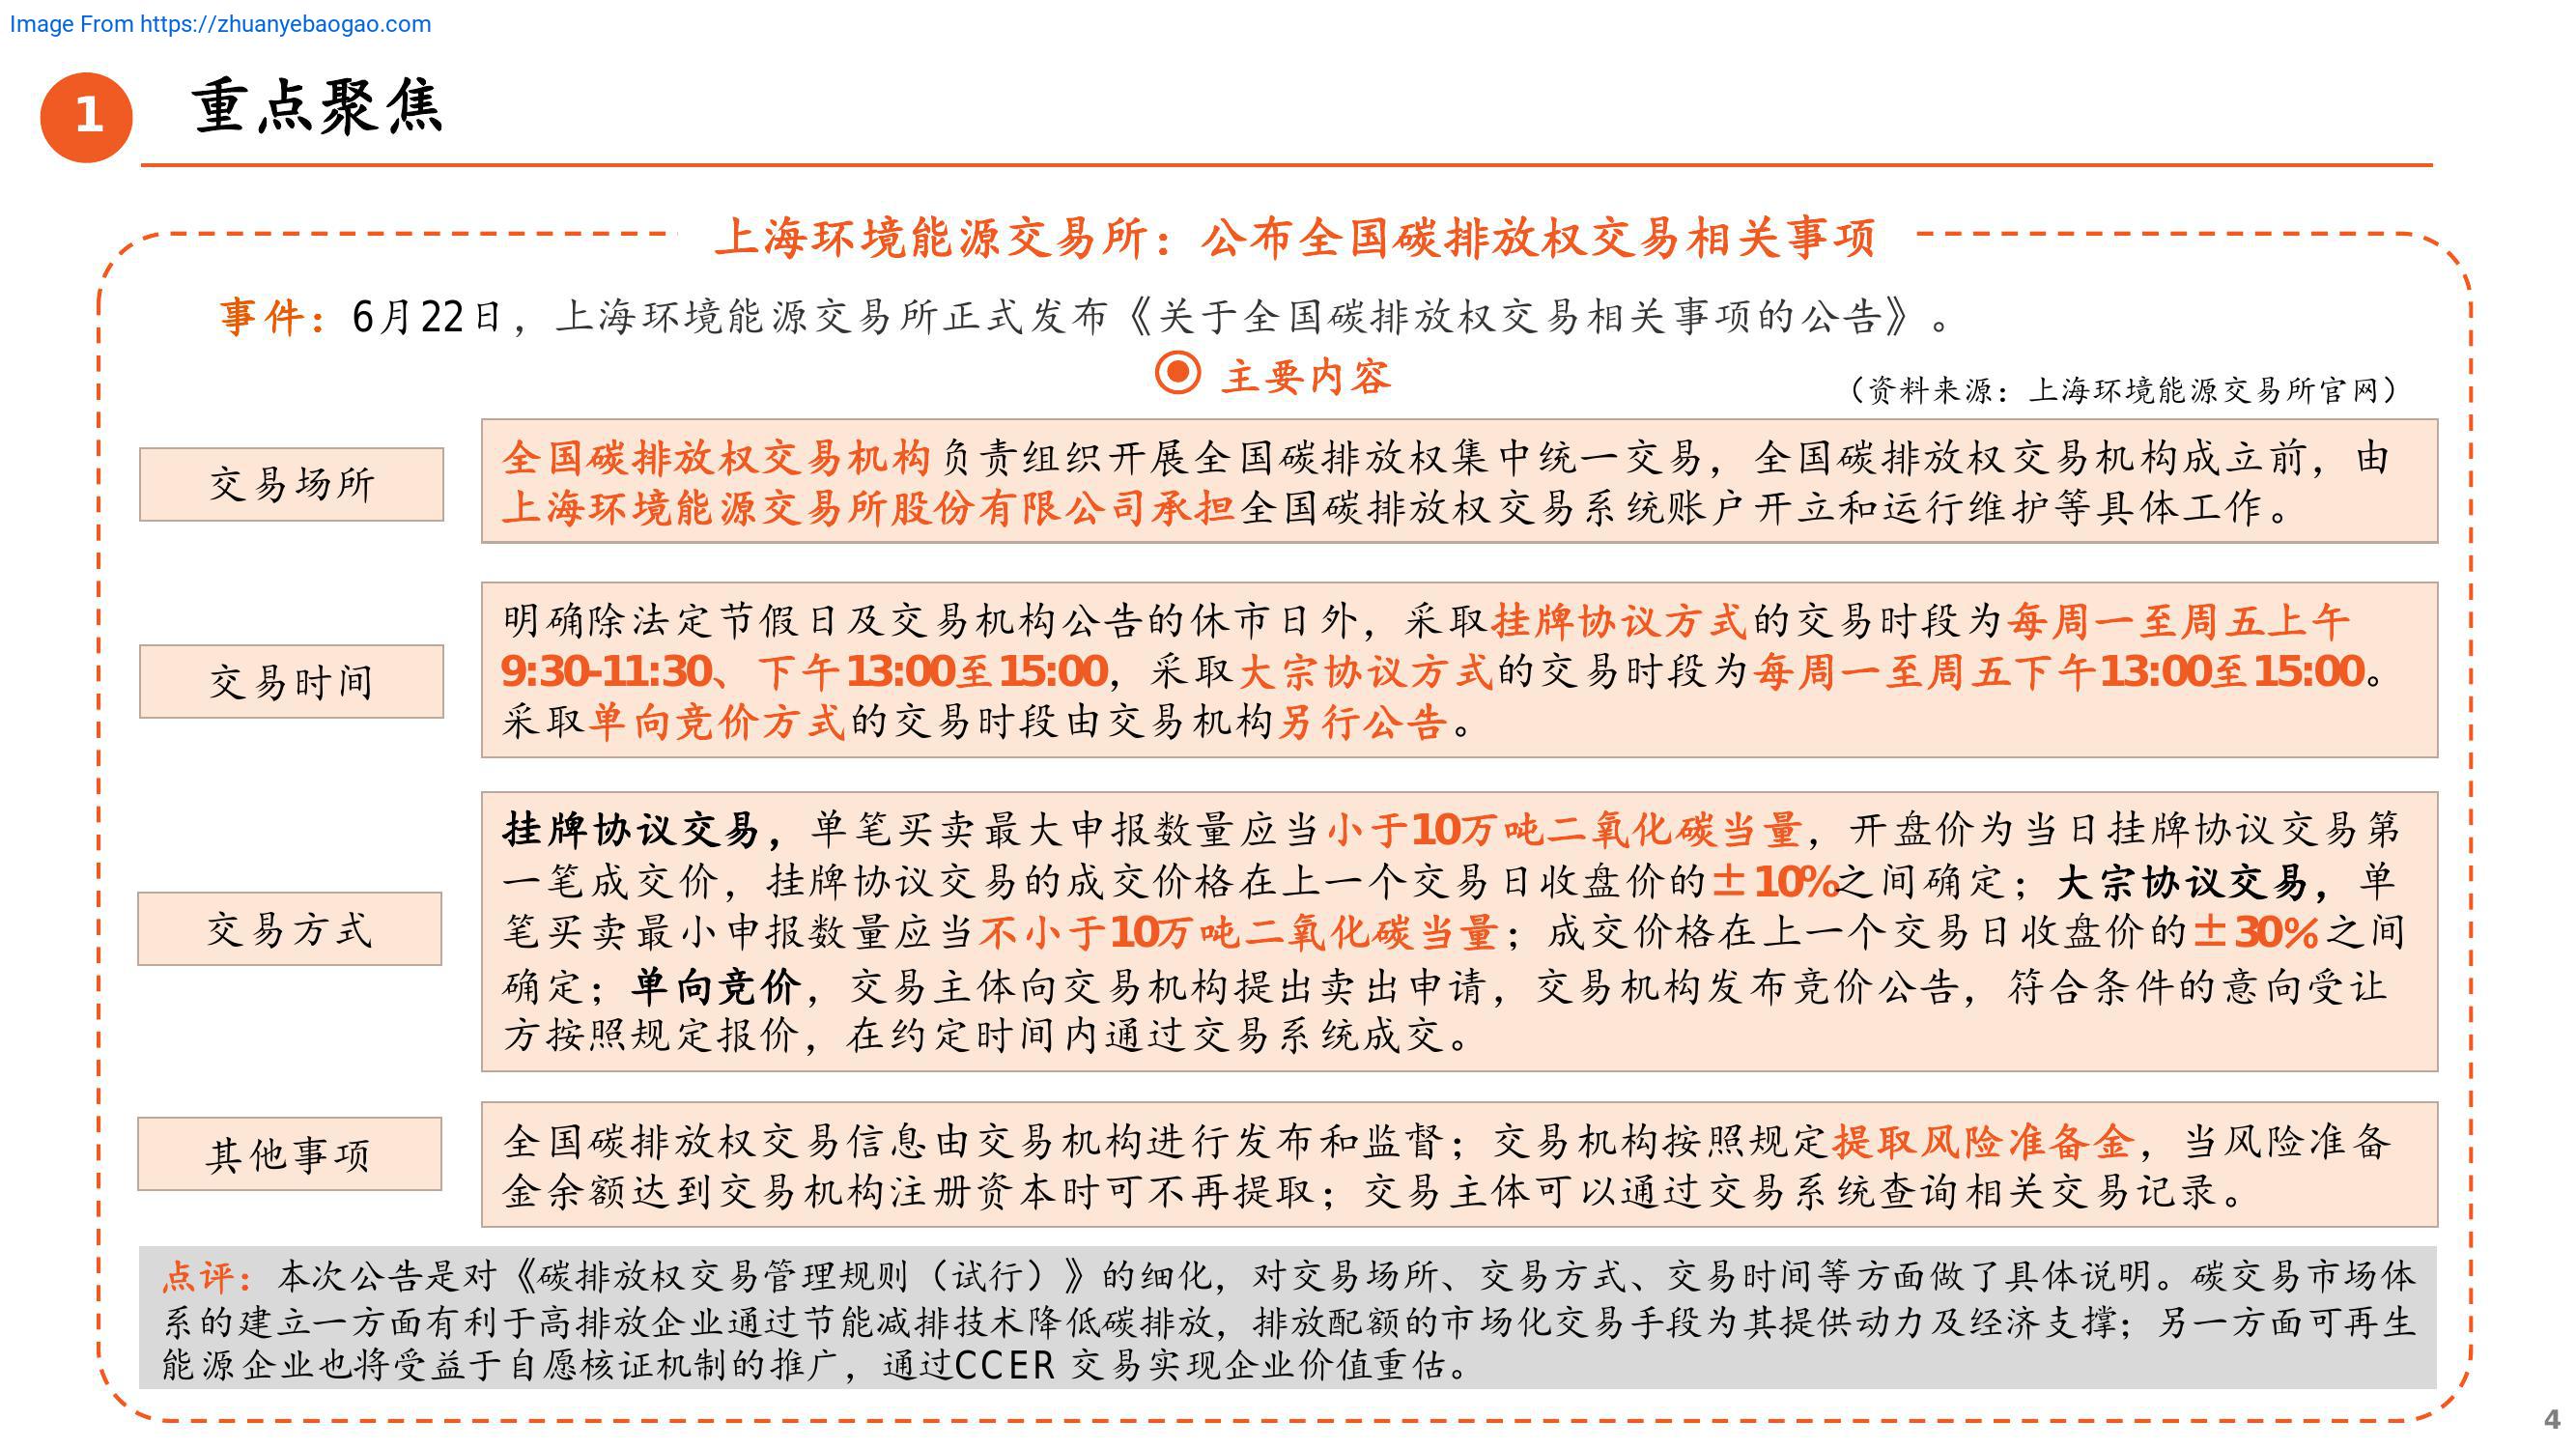 Image From https://zhuanyebaogao.com
1
重点聚焦
上海环境能源交易所：公布全国碳排放权交易相关事项
事件：6月22日，上海环境能源交易所正式发布《关于全国碳排放权交易相关事项的公告》。
主要内容
（资料来源：上海环境能源交易所官网）
交易场所
全国碳排放权交易机构负责组织开展全国碳排放权集中统一交易，全国碳排放权交易机构成立前，由
上海环境能源交易所股份有限公司承担全国碳排放权交易系统账户开立和运行维护等具体工作。
交易时间
明确除法定节假日及交易机构公告的休市日外，采取挂牌协议方式的交易时段为每周一至周五上午
9:30-11:30、下午13:00至15:00，采取大宗协议方式的交易时段为每周一至周五下午13:00至15:00。
采取单向竞价方式的交易时段由交易机构另行公告。
交易方式
挂牌协议交易，单笔买卖最大申报数量应当小于10万吨二氧化碳当量，开盘价为当日挂牌协议交易第
一笔成交价，挂牌协议交易的成交价格在上一个交易日收盘价的±10%之间确定；大宗协议交易，单
笔买卖最小申报数量应当不小于10万吨二氧化碳当量；成交价格在上一个交易日收盘价的±30%之间
确定；单向竞价，交易主体向交易机构提出卖出申请，交易机构发布竞价公告，符合条件的意向受让
方按照规定报价，在约定时间内通过交易系统成交。
其他事项
全国碳排放权交易信息由交易机构进行发布和监督；交易机构按照规定提取风险准备金，当风险准备
金余额达到交易机构注册资本时可不再提取；交易主体可以通过交易系统查询相关交易记录。
点评：本次公告是对《碳排放权交易管理规则（试行）》的细化，对交易场所、交易方式、交易时间等方面做了具体说明。碳交易市场体
系的建立一方面有利于高排放企业通过节能减排技术降低碳排放，排放配额的市场化交易手段为其提供动力及经济支撑；另一方面可再生
能源企业也将受益于自愿核证机制的推广，通过CCER 交易实现企业价值重估。
4